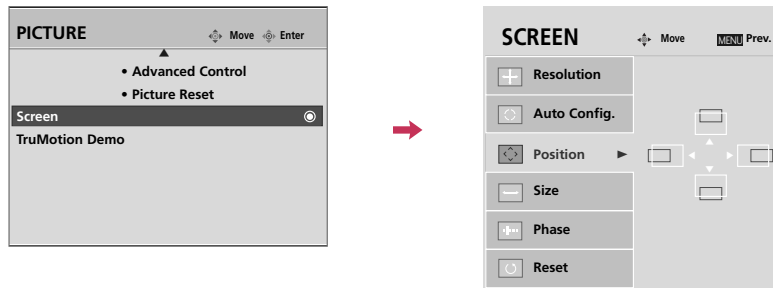 PICTURE
Move Enter
• Advanced Control
• Picture Reset
Screen
TruMotion Demo
SCREEN
Move MENU Prev.
Resolution
Auto Config.
Position
Size
Phase
Reset